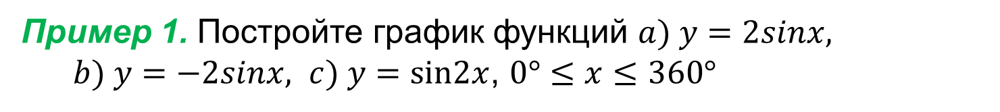 Пример 1. Постройте график функций a) y = 2sinx,
b) y = −2sinx, c) y = sin2x, 0° ≤ x ≤ 360°